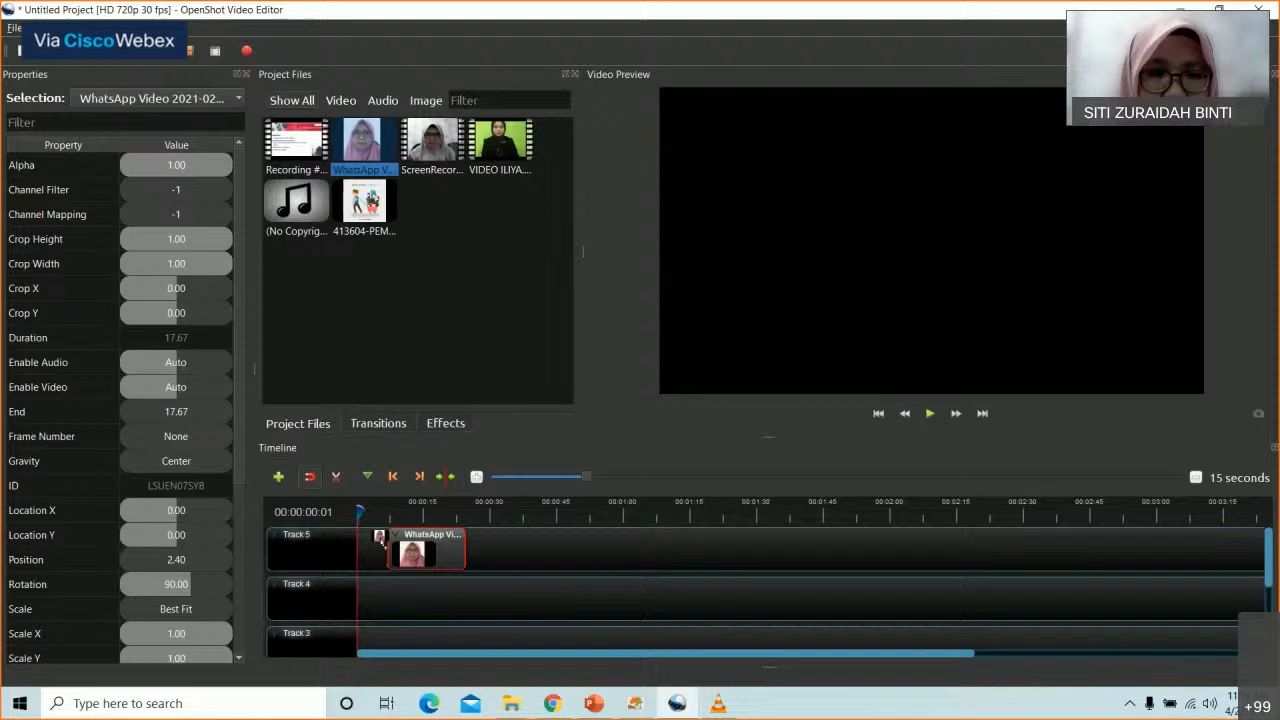 * Untitled Project [HD 720p 30 fps] - OpenShot Video Editor
File
Via CiscoWebex
SITI ZURAIDAH BINTI
Properties
Project Files
Video Preview
Selection: WhatsApp Video 2021-02...
Show All Video Audio Image Filter
Filter
Property Value
Alpha 1.00
Channel Filter -1
Channel Mapping -1
Crop Height 1.00
Crop Width 1.00
Crop X 0.00
Crop Y 0.00
Duration 17.67
Enable Audio Auto
Enable Video Auto
End 17.67
Frame Number None
Gravity Center
ID LSUEN07SYB
Location X 0.00
Location Y 0.00
Position 2.40
Rotation 90.00
Scale Best Fit
Scale X 1.00
Scale Y 1.00
Recording #... WhatsApp V... ScreenRecor... VIDEO ILIYA....
(No Copyrig... 413604-PEM...
Project Files Transitions Effects
Timeline
15 seconds
00:00:00:01
00:00:15 00:00:30 00:00:45 00:01:00 00:01:15 00:01:30 00:01:45 00:02:00 00:02:15 00:02:30 00:02:45 00:03:00 00:03:15
Track 5
WhatsApp Vi...
Track 4
Track 3
Type here to search
+99